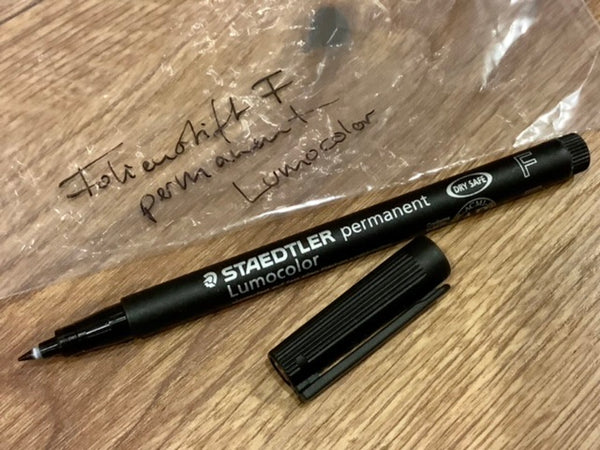 Folienstift F
permanent
Lumocolor
STAEDTLER permanent
Lumocolor
DRY SAFE
F